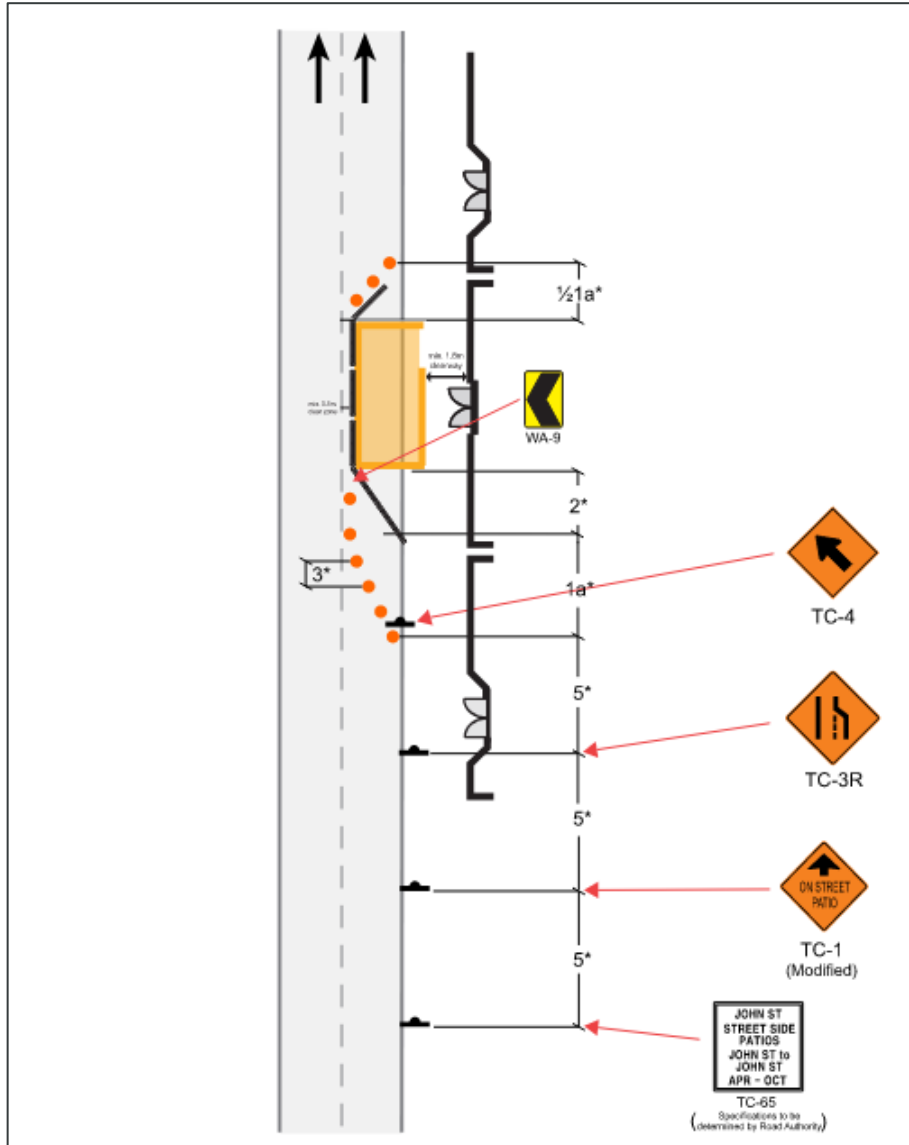 ½1a*
min. 1.8m
clearway
WA-9
2*
3*
1a*
TC-4
5*
TC-3R
5*
ON STREET
PATIO
TC-1
(Modified)
5*
JOHN ST
STREET SIDE
PATIOS
JOHN ST to
JOHN ST
APR – OCT
TC-65
(Specifications to be
determined by Road Authority)